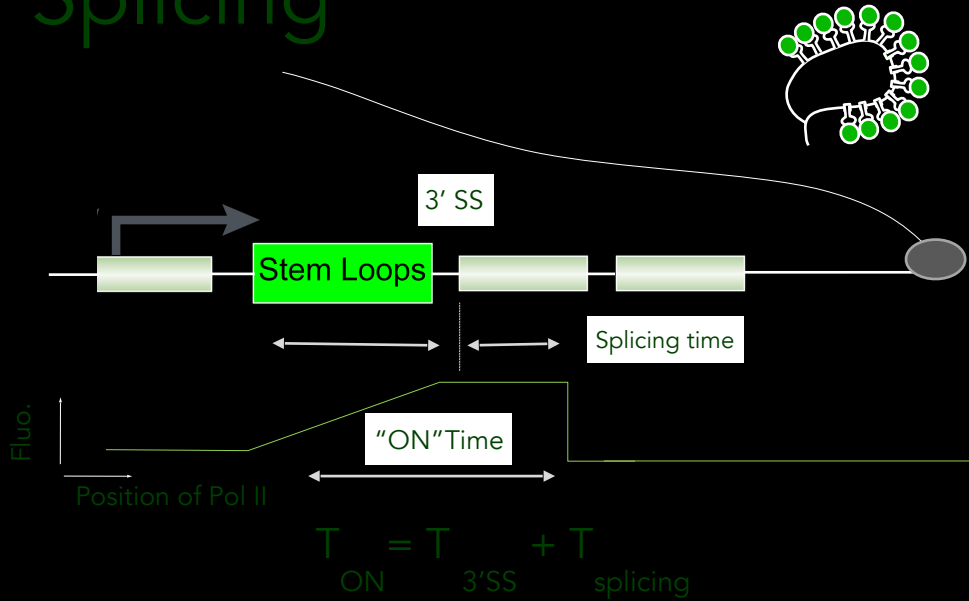 Splicing
3’ SS
Stem Loops
Splicing time
Fluo.
“ON”Time
Position of Pol II
T ON = T 3’SS + T splicing